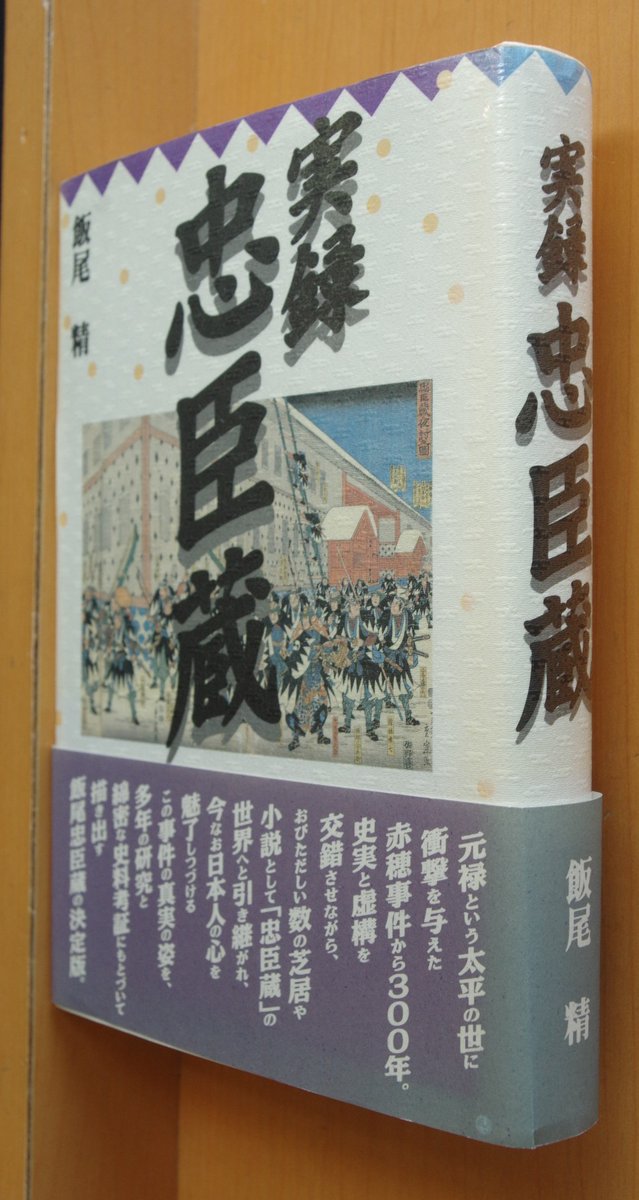 実録
忠臣蔵
飯尾 精
忠臣蔵夜討之図
元禄という太平の世に
衝撃を与えた
赤穂事件から300年。
史実と虚構を
交錯させながら、
おびただしい数の芝居や
小説として「忠臣蔵」の
世界へと引き継がれ、
今なお日本人の心を
魅了しつづける
この事件の真実の姿を、
多年の研究と
綿密な史料考証にもとづいて
描き出す
飯尾忠臣蔵の決定版。
実録 忠臣蔵
飯尾 精